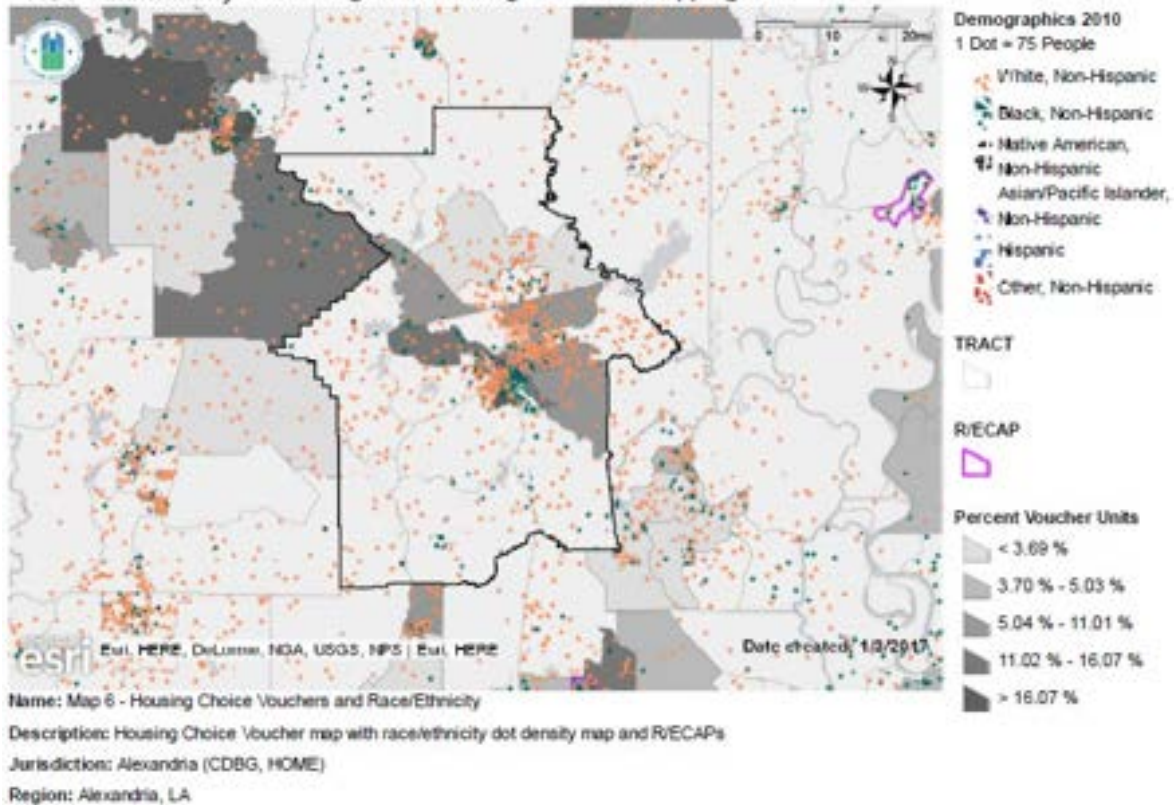 0 10 20mi
N
W E
S
Demographics 2010
1 Dot = 75 People
White, Non-Hispanic
Black, Non-Hispanic
Native American,
Non-Hispanic
Asian/Pacific Islander,
Non-Hispanic
Hispanic
Other, Non-Hispanic
TRACT
R/ECAP
Percent Voucher Units
< 3.69 %
3.70 % - 5.03 %
5.04 % - 11.01 %
11.02 % - 16.07 %
> 16.07 %
esri Esri, HERE, DeLorme, NGA, USGS, NPS | Esri, HERE
Date created: 1/3/2017
Name: Map 6 - Housing Choice Vouchers and Race/Ethnicity
Description: Housing Choice Voucher map with race/ethnicity dot density map and R/ECAPs
Jurisdiction: Alexandria (CDBG, HOME)
Region: Alexandria, LA